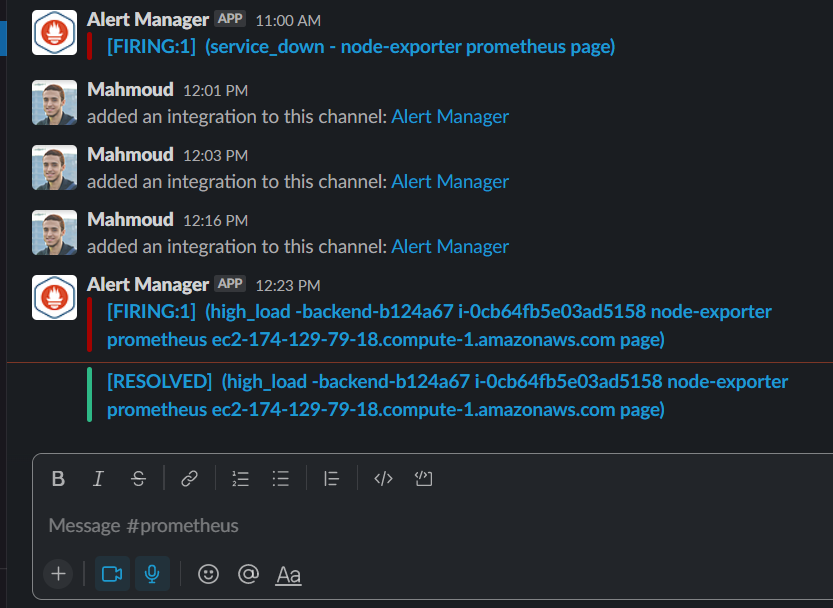 Alert Manager APP 11:00 AM
[FIRING:1] (service_down - node-exporter prometheus page)
Mahmoud 12:01 PM
added an integration to this channel: Alert Manager
Mahmoud 12:03 PM
added an integration to this channel: Alert Manager
Mahmoud 12:16 PM
added an integration to this channel: Alert Manager
Alert Manager APP 12:23 PM
[FIRING:1] (high_load -backend-b124a67 i-0cb64fb5e03ad5158 node-exporter
prometheus ec2-174-129-79-18.compute-1.amazonaws.com page)
[RESOLVED] (high_load -backend-b124a67 i-0cb64fb5e03ad5158 node-exporter
prometheus ec2-174-129-79-18.compute-1.amazonaws.com page)
Message #prometheus
Aa